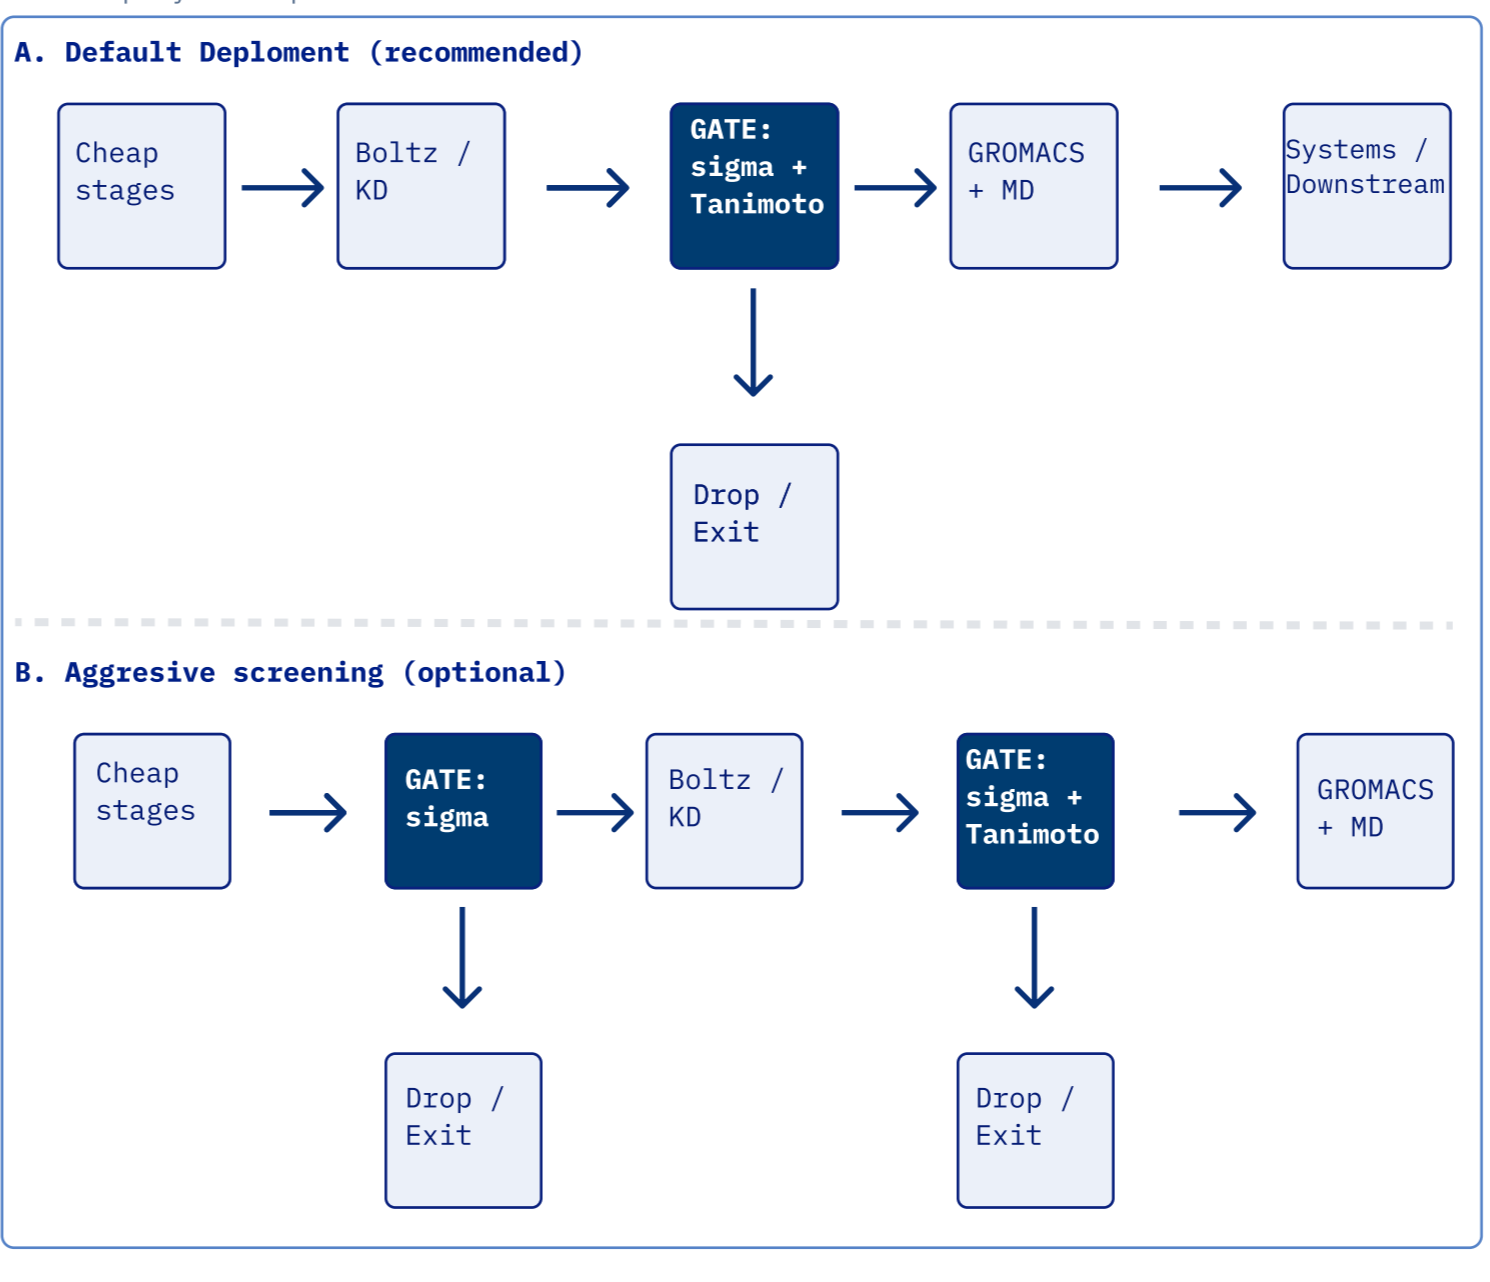 A. Default Deploment (recommended)
Cheap
stages
Boltz /
KD
GATE:
sigma +
Tanimoto
GROMACS
+ MD
Systems /
Downstream
Drop /
Exit
B. Aggresive screening (optional)
Cheap
stages
GATE:
sigma
Boltz /
KD
GATE:
sigma +
Tanimoto
GROMACS
+ MD
Drop /
Exit
Drop /
Exit